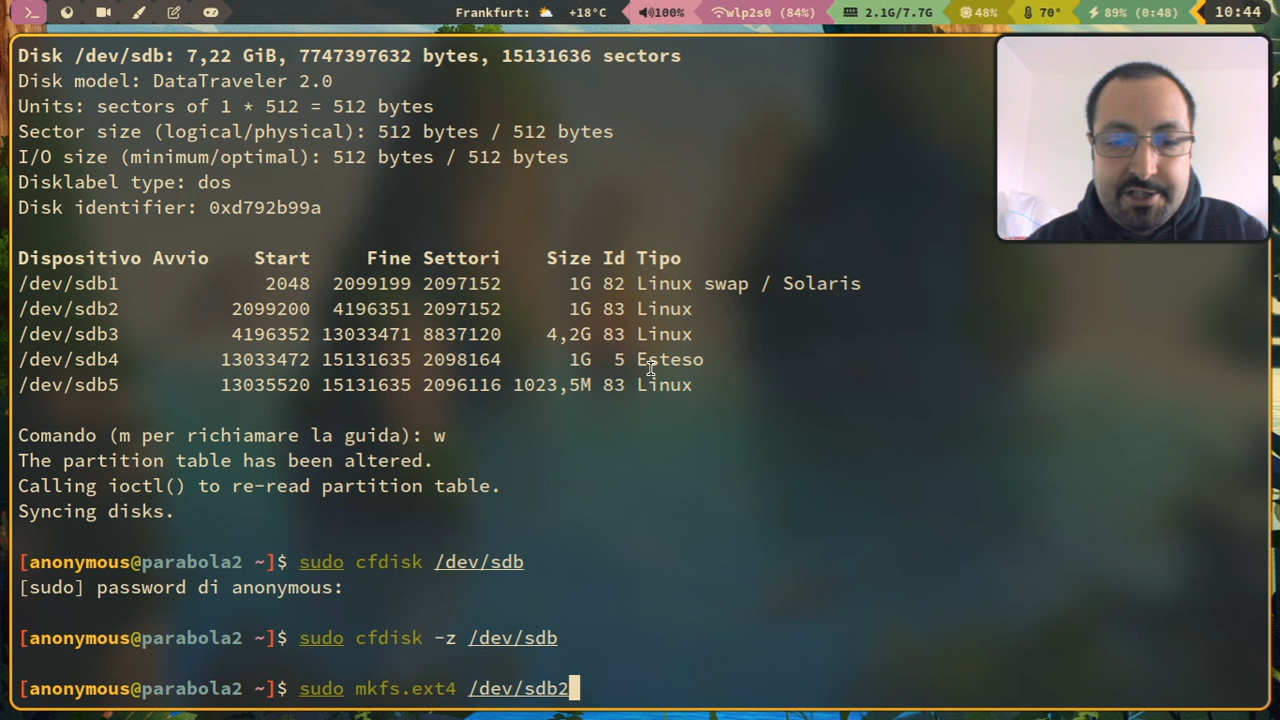 Frankfurt: +18°C 100% wlp2s0 (84%) 2.1G/7.7G 48% 70° 89% (0:48) 10:44
Disk /dev/sdb: 7,22 GiB, 7747397632 bytes, 15131636 sectors
Disk model: DataTraveler 2.0
Units: sectors of 1 * 512 = 512 bytes
Sector size (logical/physical): 512 bytes / 512 bytes
I/O size (minimum/optimal): 512 bytes / 512 bytes
Disklabel type: dos
Disk identifier: 0xd792b99a
Dispositivo Avvio Start Fine Settori Size Id Tipo
/dev/sdb1 2048 2099199 2097152 1G 82 Linux swap / Solaris
/dev/sdb2 2099200 4196351 2097152 1G 83 Linux
/dev/sdb3 4196352 13033471 8837120 4,2G 83 Linux
/dev/sdb4 13033472 15131635 2098164 1G 5 Esteso
/dev/sdb5 13035520 15131635 2096116 1023,5M 83 Linux
Comando (m per richiamare la guida): w
The partition table has been altered.
Calling ioctl() to re-read partition table.
Syncing disks.
[anonymous@parabola2 ~]$ sudo cfdisk /dev/sdb
[sudo] password di anonymous:
[anonymous@parabola2 ~]$ sudo cfdisk -z /dev/sdb
[anonymous@parabola2 ~]$ sudo mkfs.ext4 /dev/sdb2